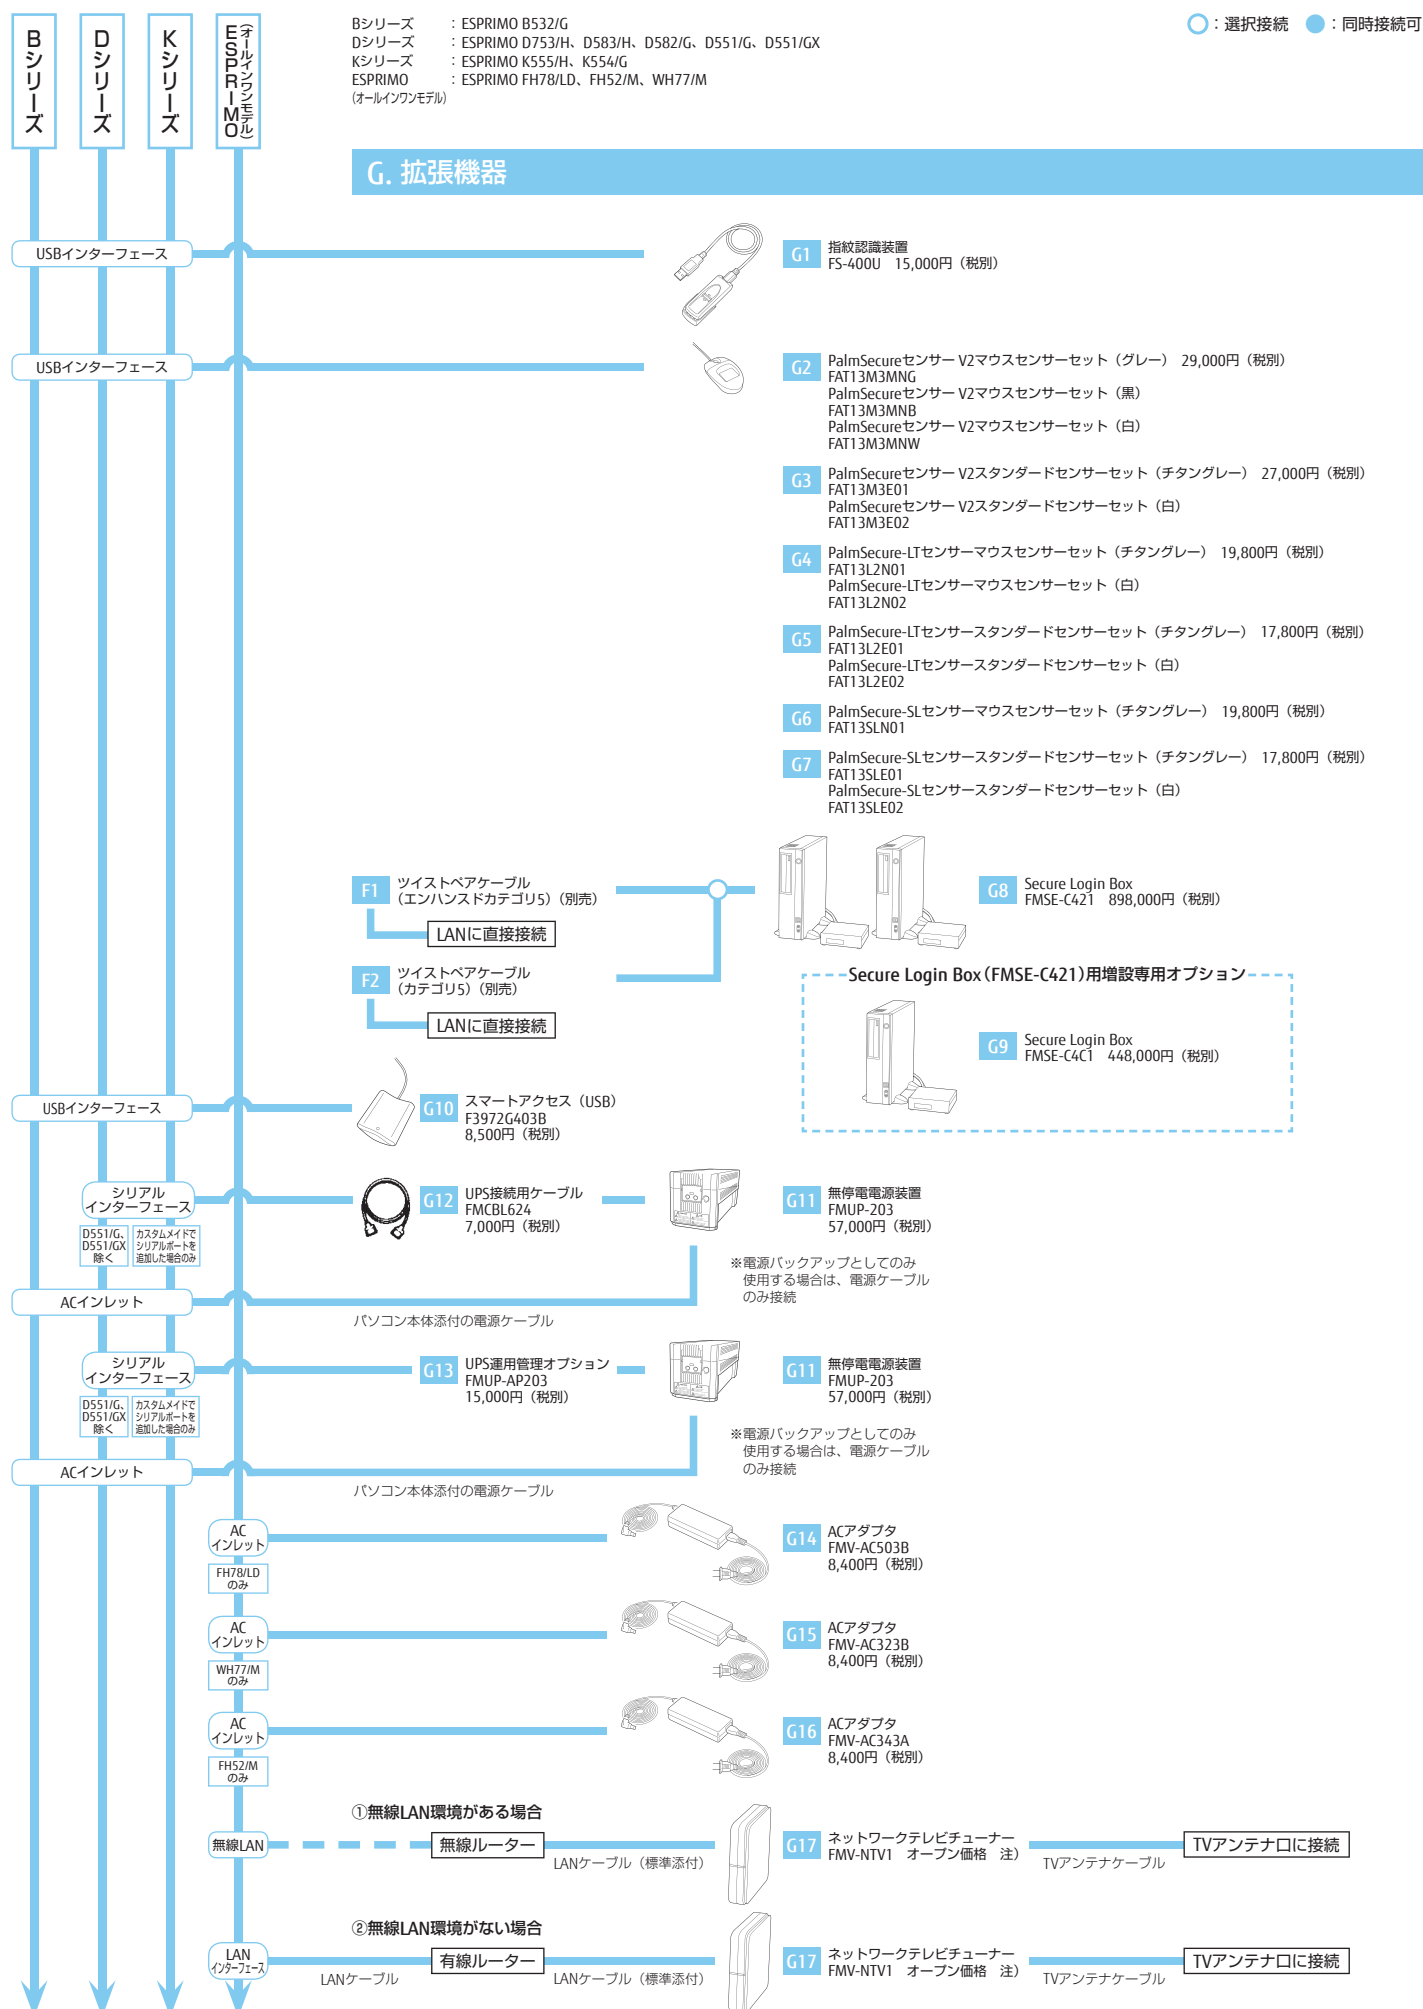 Bシリーズ
Dシリーズ
Kシリーズ
ESPRIMO
(オールインワンモデル)
Bシリーズ : ESPRIMO B532/G
Dシリーズ : ESPRIMO D753/H、D583/H、D582/G、D551/G、D551/GX
Kシリーズ : ESPRIMO K555/H、K554/G
ESPRIMO : ESPRIMO FH78/LD、FH52/M、WH77/M
(オールインワンモデル)
○：選択接続 ●：同時接続可
G. 拡張機器
USBインターフェース
G1 指紋認識装置
FS-400U 15,000円（税別）
USBインターフェース
G2 PalmSecureセンサー V2マウスセンサーセット（グレー） 29,000円（税別）
FAT13M3MNG
PalmSecureセンサー V2マウスセンサーセット（黒）
FAT13M3MNB
PalmSecureセンサー V2マウスセンサーセット（白）
FAT13M3MNW
G3 PalmSecureセンサー V2スタンダードセンサーセット（チタングレー） 27,000円（税別）
FAT13M3E01
PalmSecureセンサー V2スタンダードセンサーセット（白）
FAT13M3E02
G4 PalmSecure-LTセンサーマウスセンサーセット（チタングレー） 19,800円（税別）
FAT13L2N01
PalmSecure-LTセンサーマウスセンサーセット（白）
FAT13L2N02
G5 PalmSecure-LTセンサースタンダードセンサーセット（チタングレー） 17,800円（税別）
FAT13L2E01
PalmSecure-LTセンサースタンダードセンサーセット（白）
FAT13L2E02
G6 PalmSecure-SLセンサーマウスセンサーセット（チタングレー） 19,800円（税別）
FAT13SLN01
G7 PalmSecure-SLセンサースタンダードセンサーセット（チタングレー） 17,800円（税別）
FAT13SLE01
PalmSecure-SLセンサースタンダードセンサーセット（白）
FAT13SLE02
F1 ツイストペアケーブル
（エンハンスドカテゴリ5）（別売）
LANに直接接続
F2 ツイストペアケーブル
（カテゴリ5）（別売）
LANに直接接続
G8 Secure Login Box
FMSE-C421 898,000円（税別）
Secure Login Box（FMSE-C421）用増設専用オプション
G9 Secure Login Box
FMSE-C4C1 448,000円（税別）
USBインターフェース
G10 スマートアクセス（USB）
F3972G403B
8,500円（税別）
シリアル
インターフェース
D551/G、
D551/GX
除く
カスタムメイドで
シリアルポートを
追加した場合のみ
G12 UPS接続用ケーブル
FMCBL624
7,000円（税別）
G11 無停電電源装置
FMUP-203
57,000円（税別）
※電源バックアップとしてのみ
使用する場合は、電源ケーブル
のみ接続
ACインレット
パソコン本体添付の電源ケーブル
シリアル
インターフェース
D551/G、
D551/GX
除く
カスタムメイドで
シリアルポートを
追加した場合のみ
G13 UPS運用管理オプション
FMUP-AP203
15,000円（税別）
G11 無停電電源装置
FMUP-203
57,000円（税別）
※電源バックアップとしてのみ
使用する場合は、電源ケーブル
のみ接続
ACインレット
パソコン本体添付の電源ケーブル
AC
インレット
FH78/LD
のみ
G14 ACアダプタ
FMV-AC503B
8,400円（税別）
AC
インレット
WH77/M
のみ
G15 ACアダプタ
FMV-AC323B
8,400円（税別）
AC
インレット
FH52/M
のみ
G16 ACアダプタ
FMV-AC343A
8,400円（税別）
①無線LAN環境がある場合
無線LAN
無線ルーター
LANケーブル（標準添付）
G17 ネットワークテレビチューナー
FMV-NTV1 オープン価格 注）
TVアンテナケーブル
TVアンテナ口に接続
②無線LAN環境がない場合
LAN
インターフェース
LANケーブル
有線ルーター
LANケーブル（標準添付）
G17 ネットワークテレビチューナー
FMV-NTV1 オープン価格 注）
TVアンテナケーブル
TVアンテナ口に接続